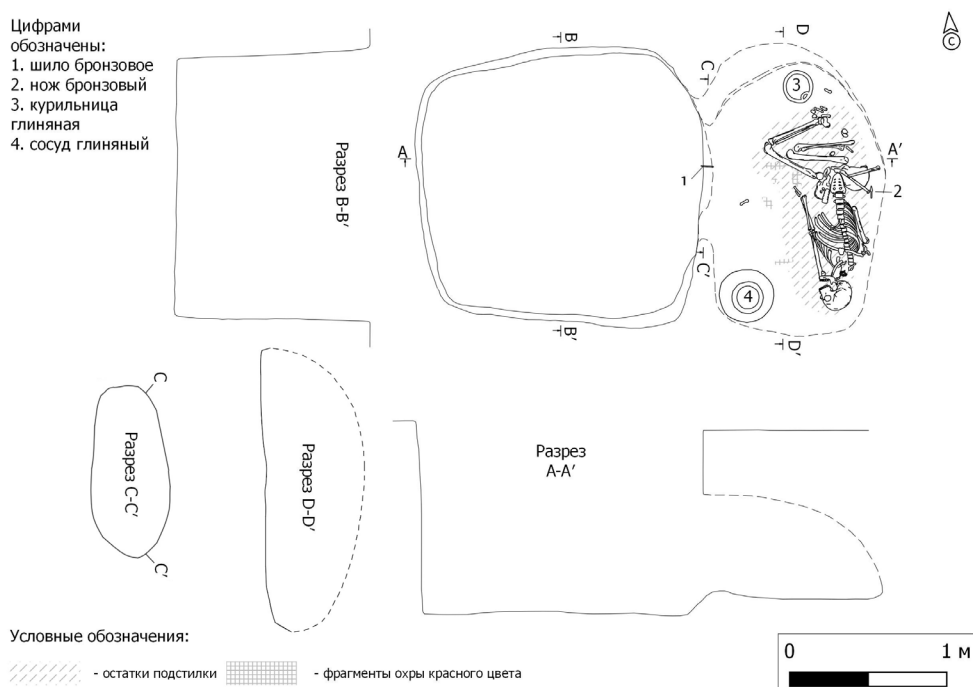 Цифрами
обозначены:
1. шило бронзовое
2. нож бронзовый
3. курильница
глиняная
4. сосуд глиняный
С
B
D
C
3
A
A'
Разрез B-B'
1
2
C'
4
B'
D'
C
Разрез C-C'
C'
Разрез D-D'
Разрез
A-A'
Условные обозначения:
- остатки подстилки
- фрагменты охры красного цвета
0 1 м